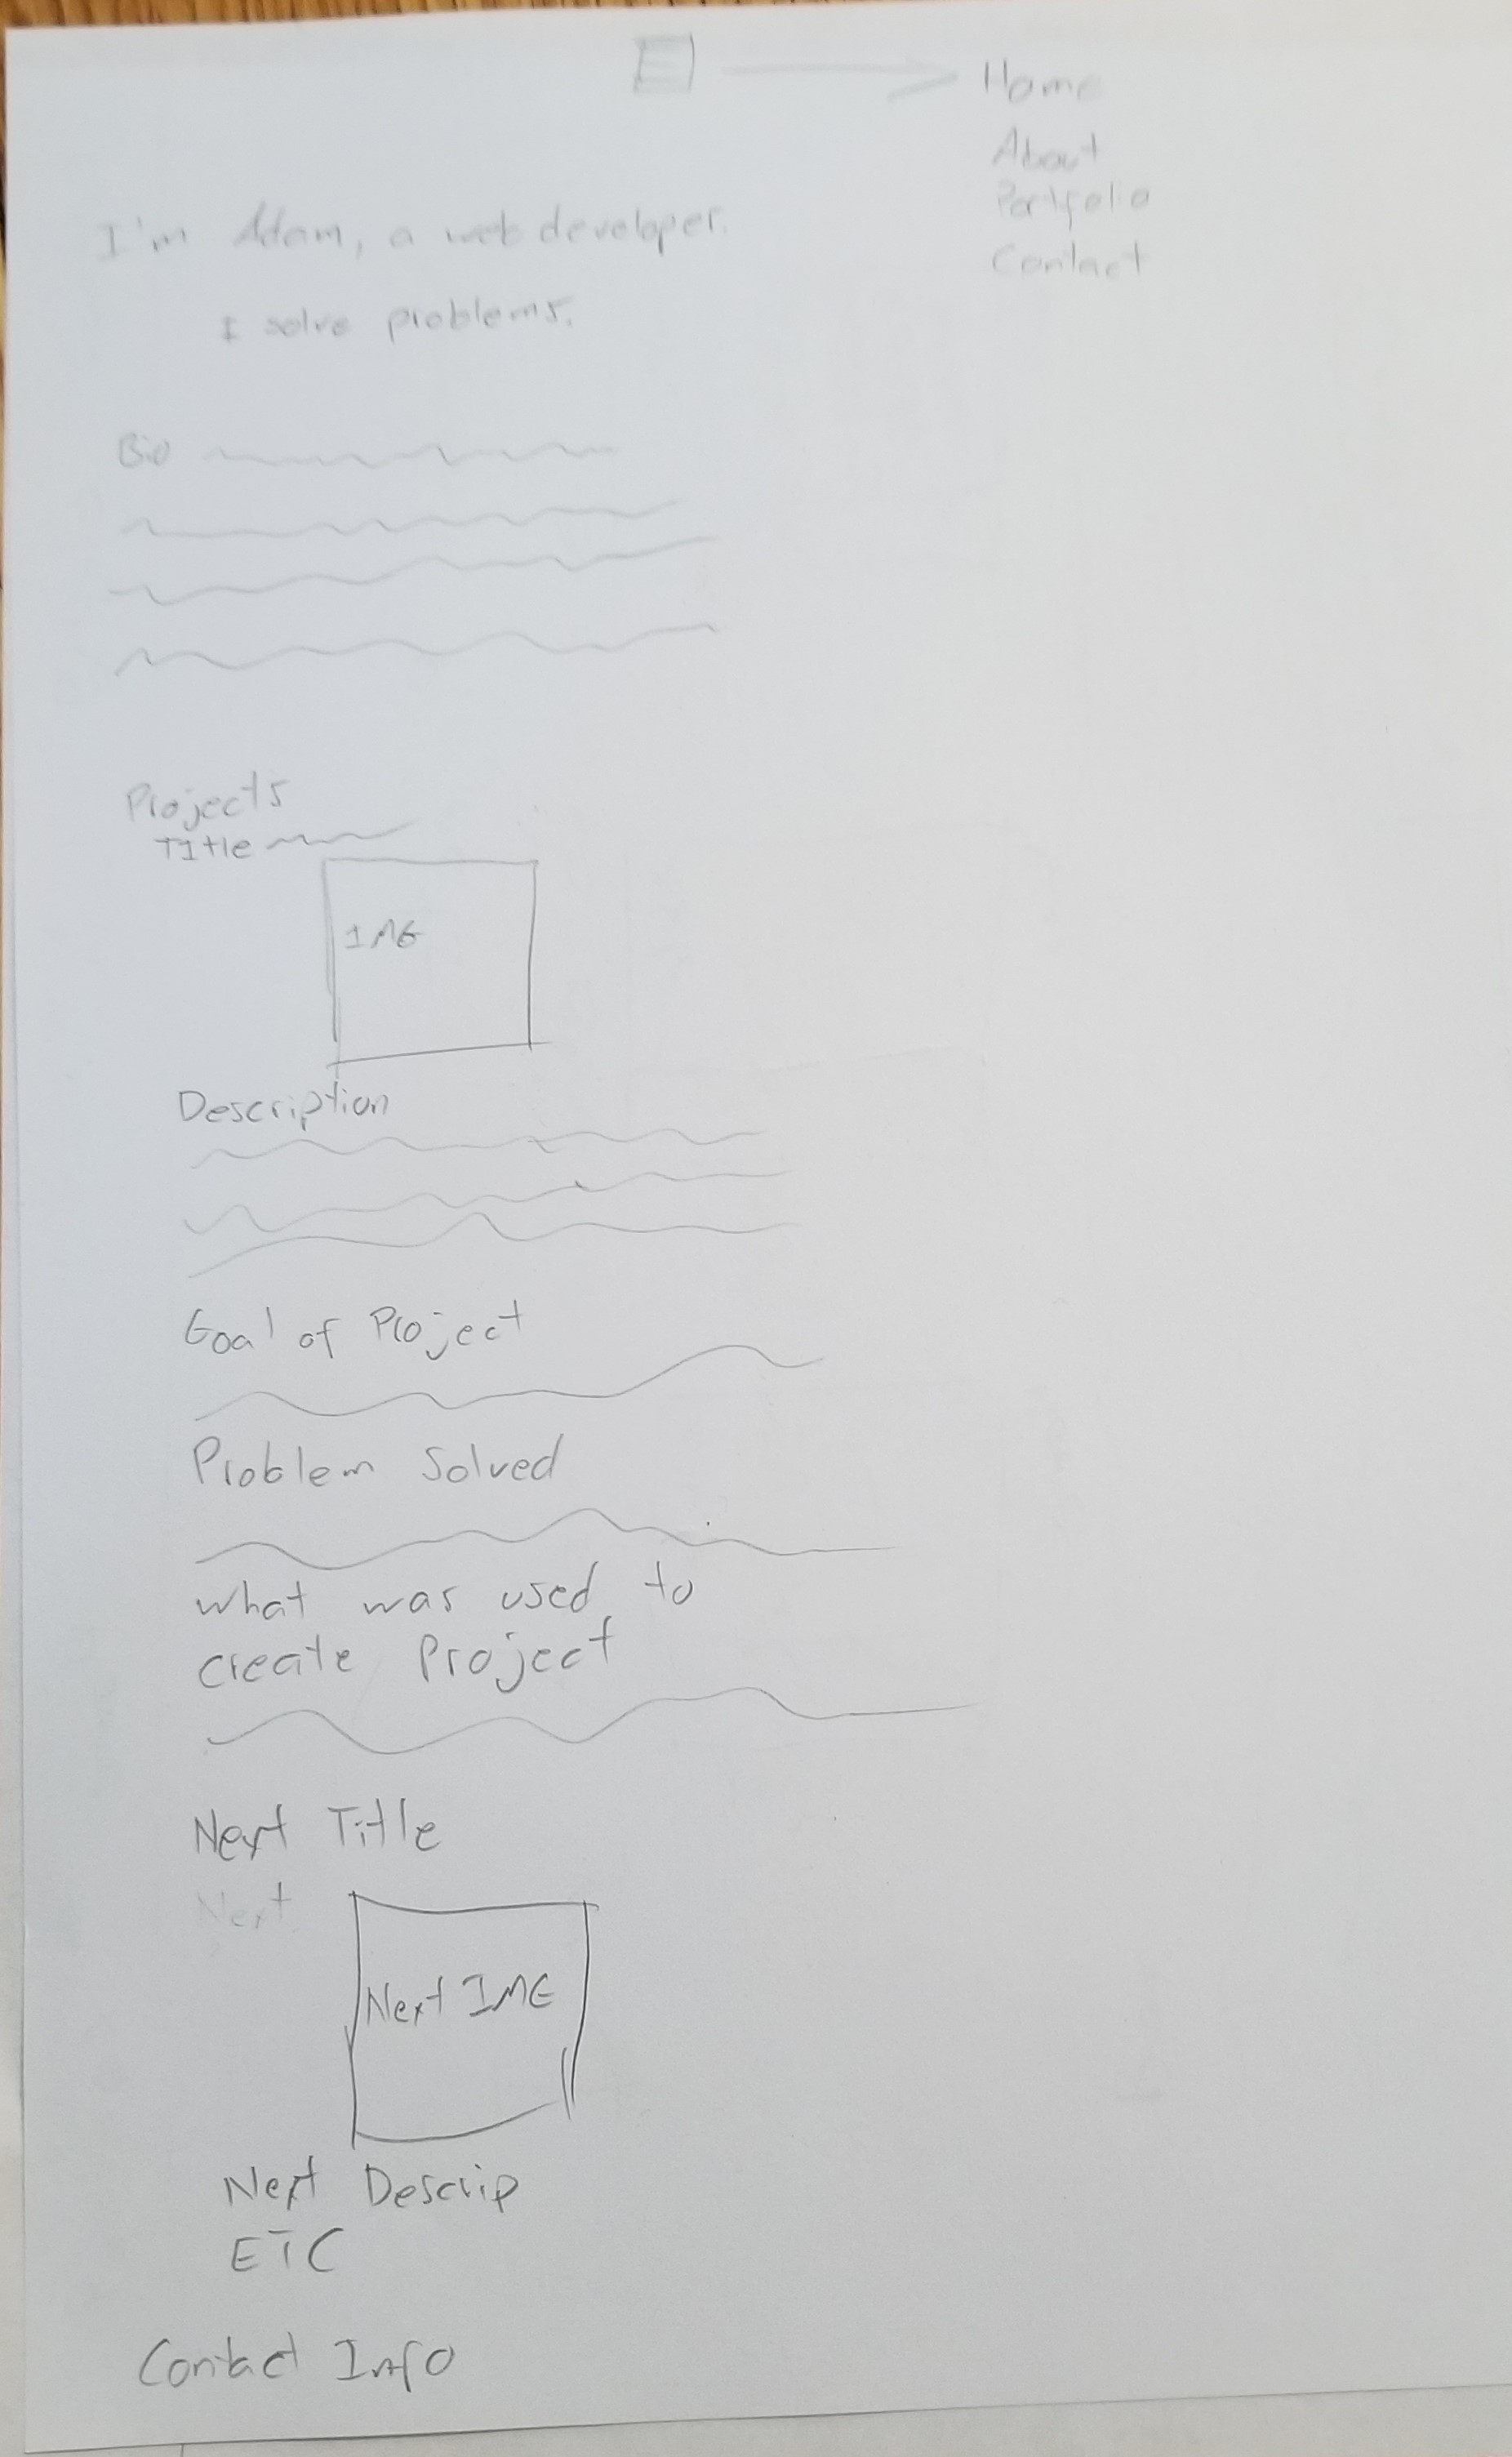 Home
About
Portfolio
Contact
I'm Adam, a web developer.
I solve problems.
Bio
Projects
TItle
IMG
Description
Goal of Project
Problem Solved
what was used to
create Project
Next Title
Next
Next IMG
Next Descrip
ETC
Contact Info